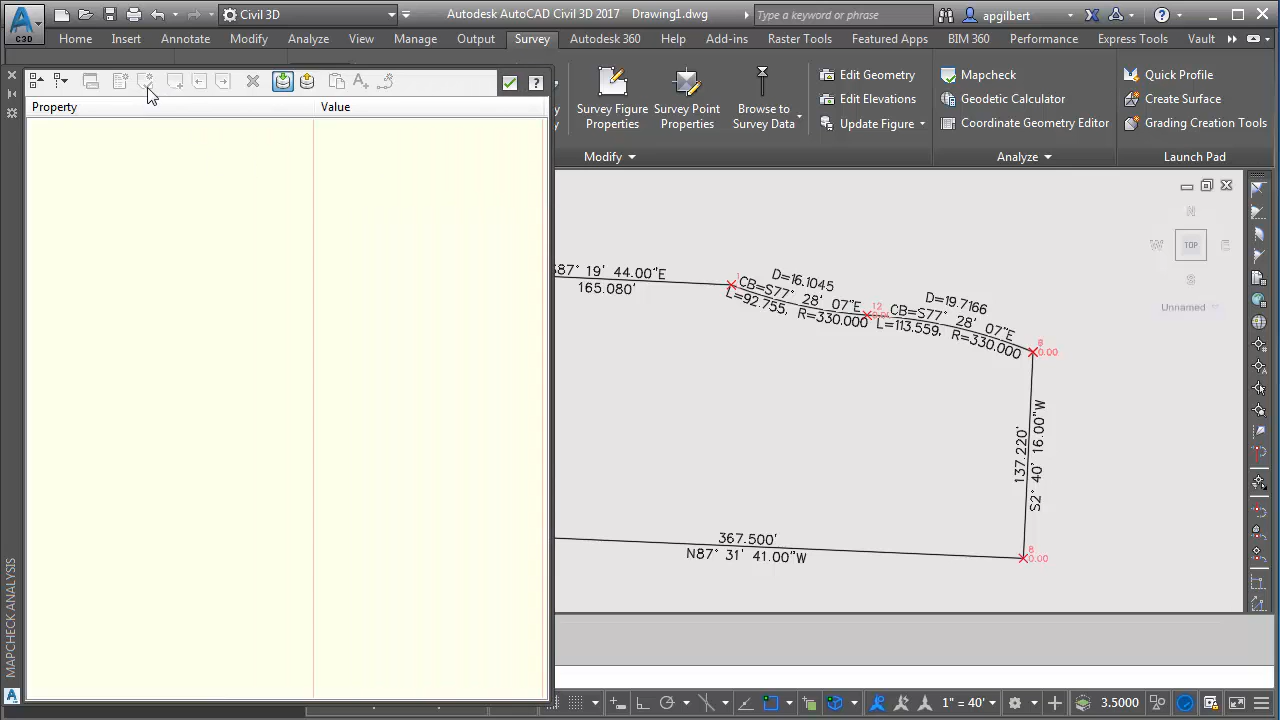 Civil 3D
Autodesk AutoCAD Civil 3D 2017 Drawing1.dwg
Type a keyword or phrase
apgilbert
C3D
Home Insert Annotate Modify Analyze View Manage Output Survey Autodesk 360 Help Add-ins Raster Tools Featured Apps BIM 360 Performance Express Tools Vault
Survey Figure
Properties
Survey Point
Properties
Browse to
Survey Data
Edit Geometry
Edit Elevations
Update Figure
Mapcheck
Geodetic Calculator
Coordinate Geometry Editor
Quick Profile
Create Surface
Grading Creation Tools
Modify
Analyze
Launch Pad
Property
Value
MAPCHECK ANALYSIS
N
W
TOP
E
S
Unnamed
S87° 19' 44.00"E
165.080'
D=16.1045
CB=S77° 28' 07"E
L=92.755, R=330.000
12
D=19.7166
CB=S77° 28' 07"E
L=113.559, R=330.000
8
0.00
137.220'
S2° 40' 16.00"W
367.500'
N87° 31' 41.00"W
8
0.00
1" = 40'
3.5000